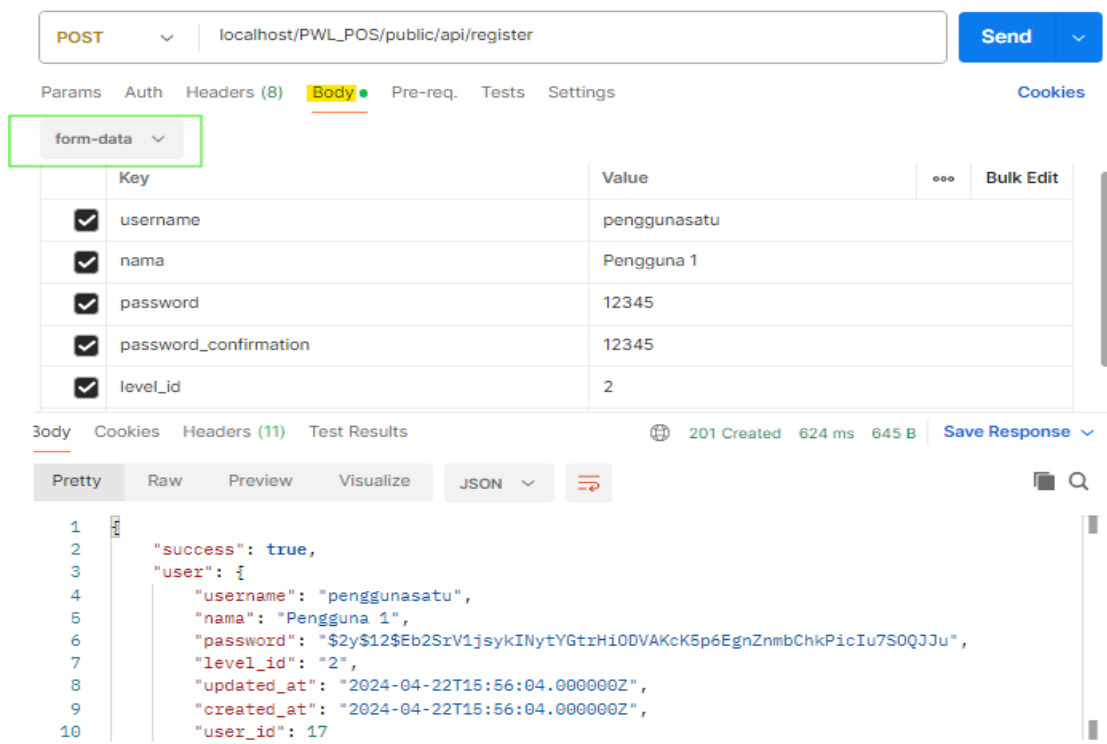 POST localhost/PWL_POS/public/api/register Send
Params Auth Headers (8) Body Pre-req. Tests Settings Cookies
form-data
Key Value ooo Bulk Edit
username penggunasatu
nama Pengguna 1
password 12345
password_confirmation 12345
level_id 2
Body Cookies Headers (11) Test Results 201 Created 624 ms 645 B Save Response
Pretty Raw Preview Visualize JSON
1 {
2 "success": true,
3 "user": {
4 "username": "penggunasatu",
5 "nama": "Pengguna 1",
6 "password": "$2y$12$Eb2SrV1jsykINytYGtrHiODVAKcK5p6EgnZnmbChkPicIu7SOQJJu",
7 "level_id": "2",
8 "updated_at": "2024-04-22T15:56:04.000000Z",
9 "created_at": "2024-04-22T15:56:04.000000Z",
10 "user_id": 17